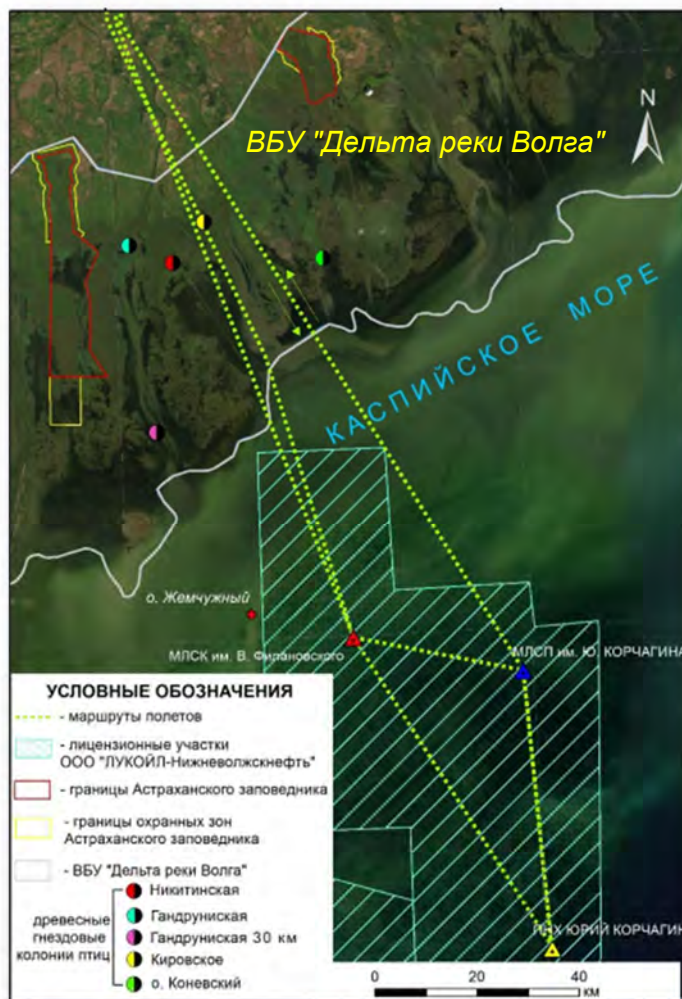 N
ВБУ "Дельта реки Волга"
КАСПИЙСКОЕ МОРЕ
о. Жемчужный
МЛСК им. В. Филановского
МЛСП им. Ю. КОРЧАГИНА
ЮРИЙ КОРЧАГИН
УСЛОВНЫЕ ОБОЗНАЧЕНИЯ
- маршруты полетов
- лицензионные участки
ООО "ЛУКОЙЛ-Нижневолжскнефть"
- границы Астраханского заповедника
- границы охранных зон
Астраханского заповедника
- ВБУ "Дельта реки Волга"
древесные
гнездовые
колонии птиц
Никитинская
Гандруниская
Гандруниская 30 км
Кировское
о. Коневский
0 20 40
км